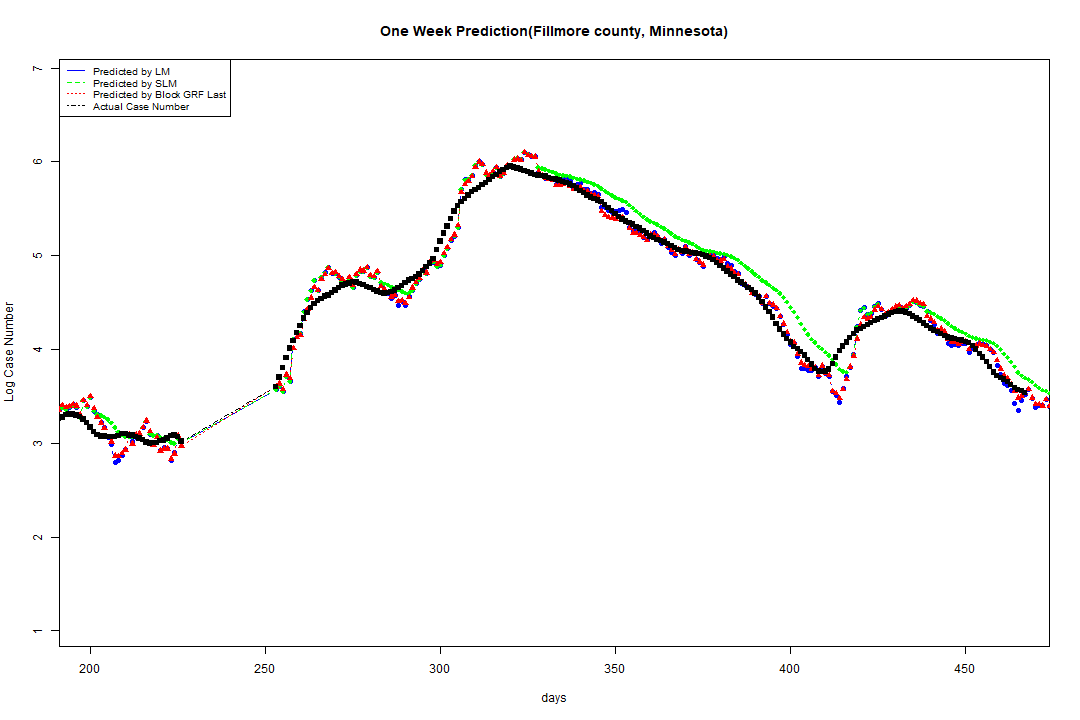 One Week Prediction(Fillmore county, Minnesota)
Predicted by LM
Predicted by SLM
Predicted by Block GRF Last
Actual Case Number
7
6
5
4
3
2
1
Log Case Number
200 250 300 350 400 450
days